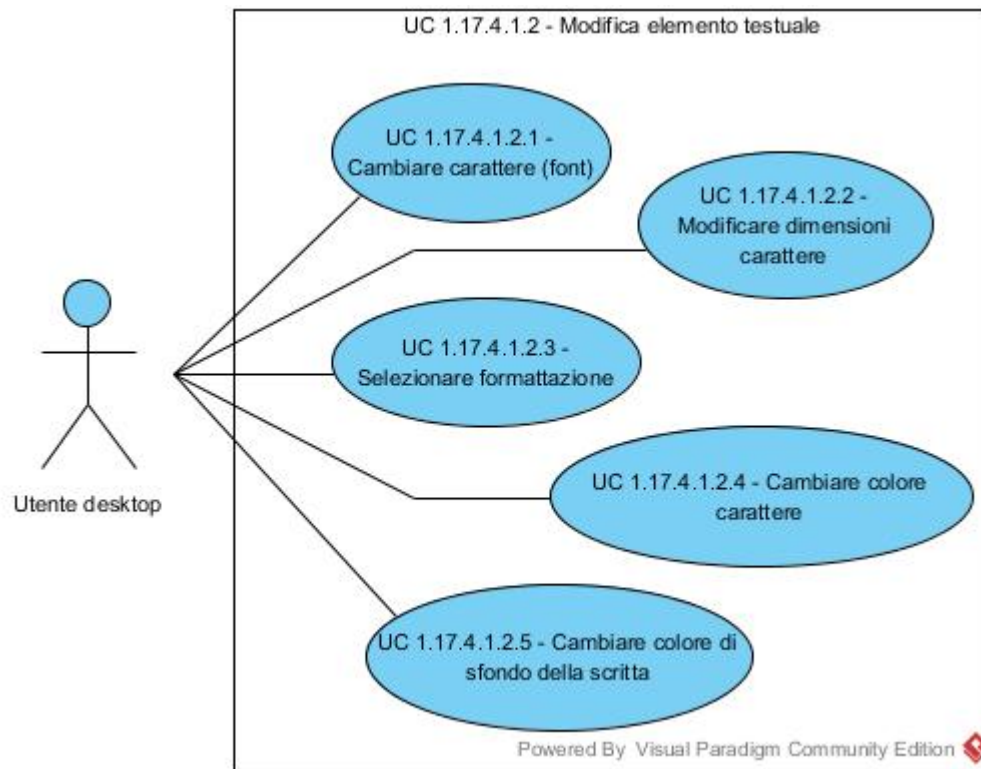 UC 1.17.4.1.2 - Modifica elemento testuale
UC 1.17.4.1.2.1 -
Cambiare carattere (font)
UC 1.17.4.1.2.2 -
Modificare dimensioni
carattere
UC 1.17.4.1.2.3 -
Selezionare formattazione
Utente desktop
UC 1.17.4.1.2.4 - Cambiare colore
carattere
UC 1.17.4.1.2.5 - Cambiare colore di
sfondo della scritta
Powered By Visual Paradigm Community Edition